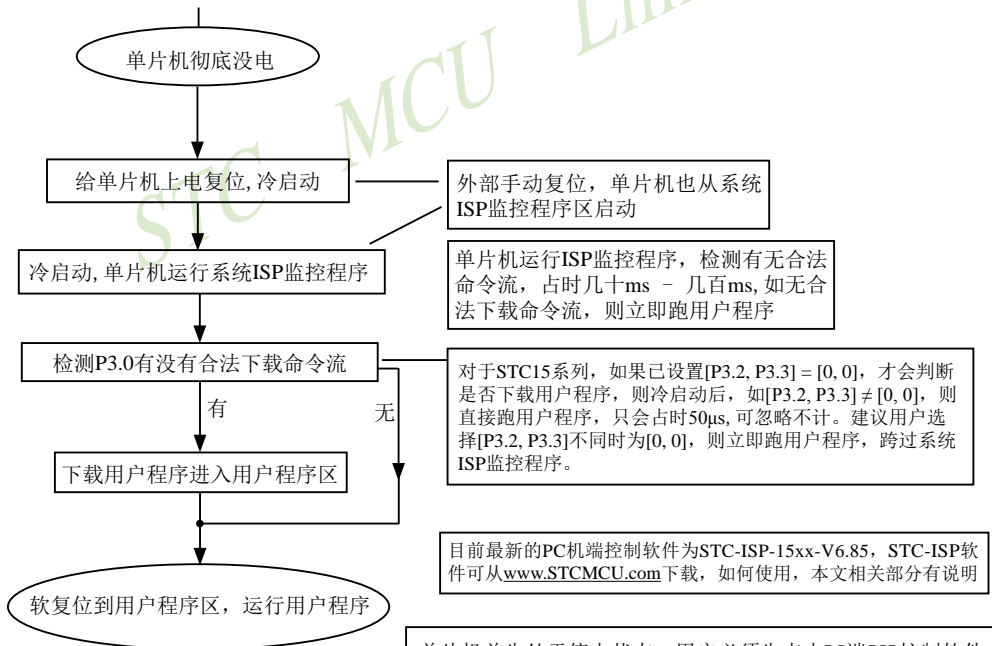 STC MCU
单片机彻底没电
给单片机上电复位,冷启动
外部手动复位，单片机也从系统
ISP监控程序区启动
冷启动,单片机运行系统ISP监控程序
单片机运行ISP监控程序，检测有无合法
命令流，占时几十ms － 几百ms,如无合
法下载命令流，则立即跑用户程序
检测P3.0有没有合法下载命令流
对于STC15系列，如果已设置[P3.2, P3.3] = [0, 0]，才会判断
是否下载用户程序，则冷启动后，如[P3.2, P3.3] ≠ [0, 0]，则
直接跑用户程序，只会占时50μs,可忽略不计。建议用户选
择[P3.2, P3.3]不同时为[0, 0]，则立即跑用户程序，跨过系统
ISP监控程序。
有
无
下载用户程序进入用户程序区
目前最新的PC机端控制软件为STC-ISP-15xx-V6.85，STC-ISP软
件可从www.STCMCU.com下载，如何使用，本文相关部分有说明
软复位到用户程序区，运行用户程序